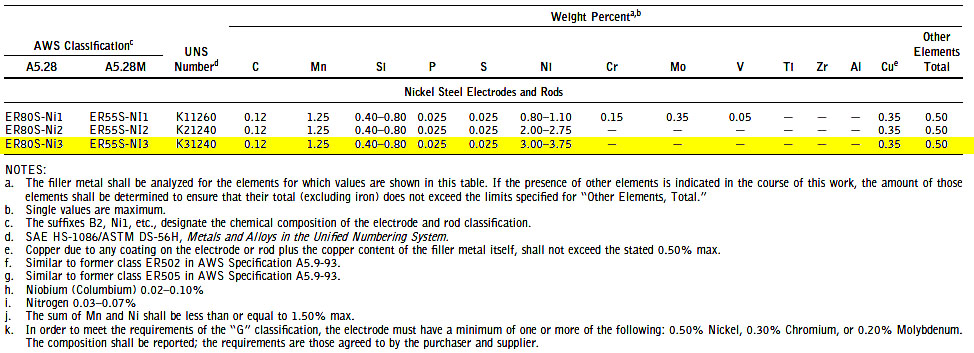 Weight Percenta,b
AWS Classificationc
UNS
Other
Elements
A5.28 A5.28M Numberd C Mn Si P S Ni Cr Mo V Ti Zr Al Cue Total
Nickel Steel Electrodes and Rods
ER80S-Ni1 ER55S-NI1 K11260 0.12 1.25 0.40–0.80 0.025 0.025 0.80–1.10 0.15 0.35 0.05 — — — 0.35 0.50
ER80S-Ni2 ER55S-NI2 K21240 0.12 1.25 0.40–0.80 0.025 0.025 2.00–2.75 — — — — — — 0.35 0.50
ER80S-Ni3 ER55S-NI3 K31240 0.12 1.25 0.40–0.80 0.025 0.025 3.00–3.75 — — — — — — 0.35 0.50
NOTES:
a. The filler metal shall be analyzed for the elements for which values are shown in this table. If the presence of other elements is indicated in the course of this work, the amount of those
elements shall be determined to ensure that their total (excluding iron) does not exceed the limits specified for “Other Elements, Total.”
b. Single values are maximum.
c. The suffixes B2, Ni1, etc., designate the chemical composition of the electrode and rod classification.
d. SAE HS-1086/ASTM DS-56H, Metals and Alloys in the Unified Numbering System.
e. Copper due to any coating on the electrode or rod plus the copper content of the filler metal itself, shall not exceed the stated 0.50% max.
f. Similar to former class ER502 in AWS Specification A5.9-93.
g. Similar to former class ER505 in AWS Specification A5.9-93.
h. Niobium (Columbium) 0.02–0.10%
i. Nitrogen 0.03–0.07%
j. The sum of Mn and Ni shall be less than or equal to 1.50% max.
k. In order to meet the requirements of the “G” classification, the electrode must have a minimum of one or more of the following: 0.50% Nickel, 0.30% Chromium, or 0.20% Molybdenum.
The composition shall be reported; the requirements are those agreed to by the purchaser and supplier.